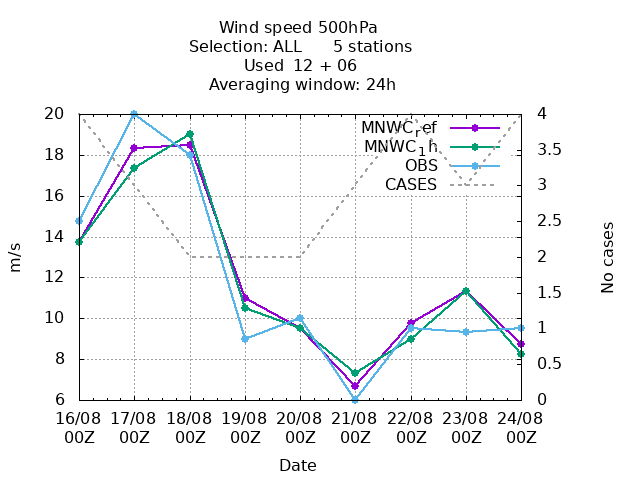 Wind speed 500hPa
Selection: ALL 5 stations
Used 12 + 06
Averaging window: 24h
MNWC_ref
MNWC_1h
OBS
CASES
20
18
16
14
12
10
8
6
m/s
4
3.5
3
2.5
2
1.5
1
0.5
0
No cases
16/08 17/08 18/08 19/08 20/08 21/08 22/08 23/08 24/08
00Z 00Z 00Z 00Z 00Z 00Z 00Z 00Z 00Z
Date